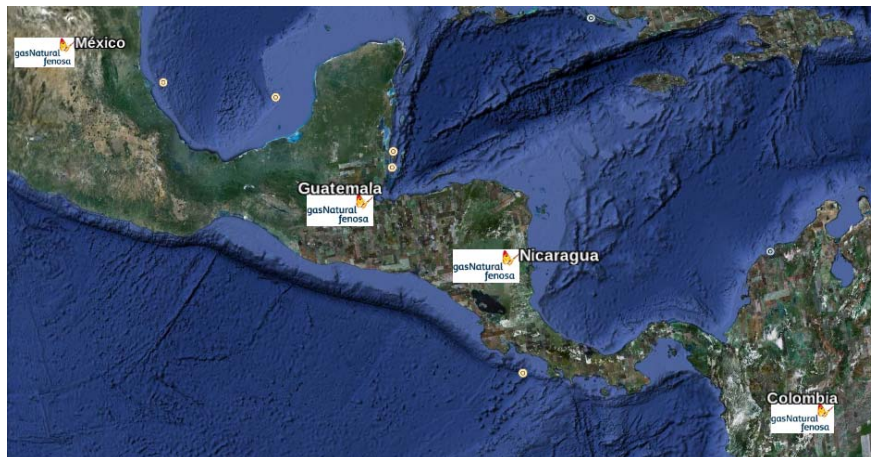 México
gasNatural
fenosa
Guatemala
gasNatural
fenosa
Nicaragua
gasNatural
fenosa
Colombia
gasNatural
fenosa